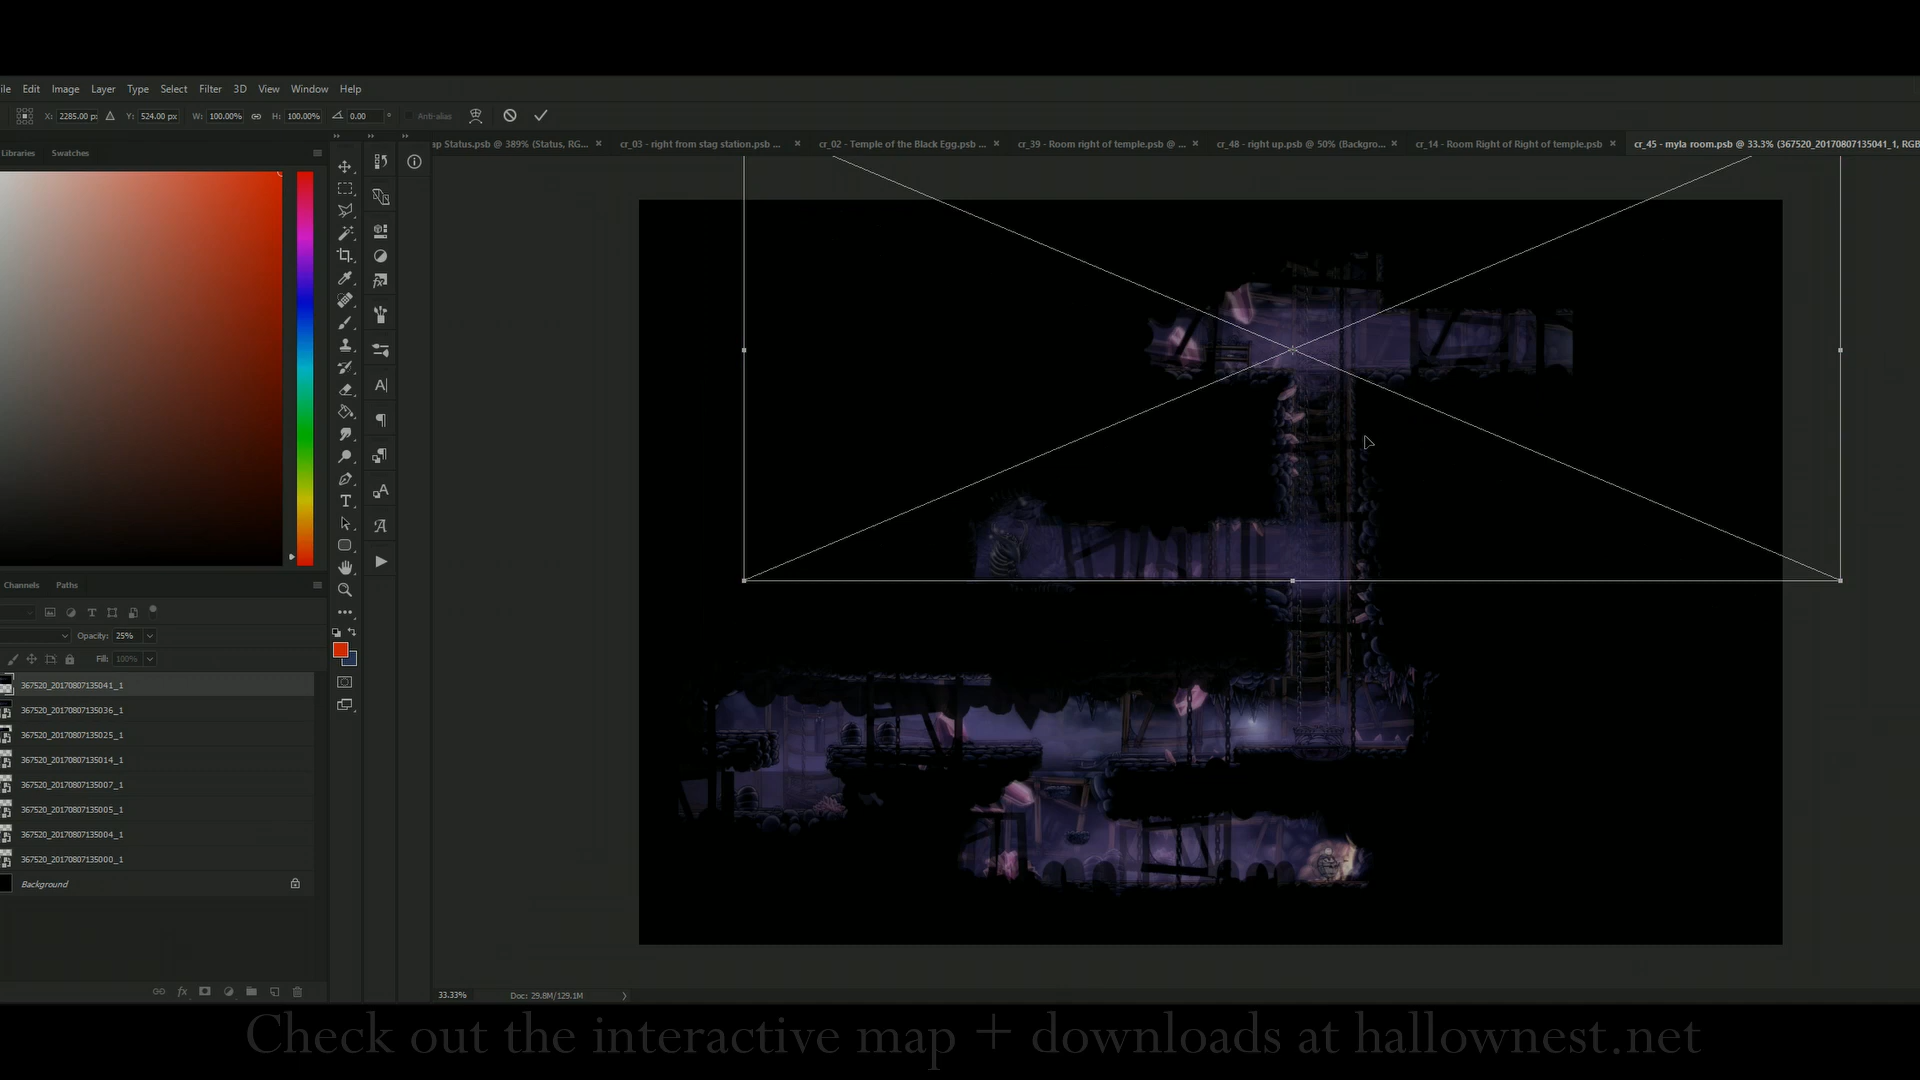 ile Edit Image Layer Type Select Filter 3D View Window Help
X: 2285.00 p: Y: 524.00 px W: 100.00% H: 100.00% 0.00 ° Anti-alias
ap Status.psb @ 389% (Status, RG... × cr_03 - right from stag station.psb ... × cr_02 - Temple of the Black Egg.psb ... × cr_39 - Room right of temple.psb @ ... × cr_48 - right up.psb @ 50% (Backgro... × cr_14 - Room Right of Right of temple.psb × cr_45 - myla room.psb @ 33.3% (367520_20170807135041_1, RGB
Libraries Swatches
Channels Paths
Opacity: 25%
Fill: 100%
367520_20170807135041_1
367520_20170807135036_1
367520_20170807135025_1
367520_20170807135014_1
367520_20170807135007_1
367520_20170807135005_1
367520_20170807135004_1
367520_20170807135000_1
Background
33.33% Doc: 29.8M/129.1M
Check out the interactive map + downloads at hallownest.net